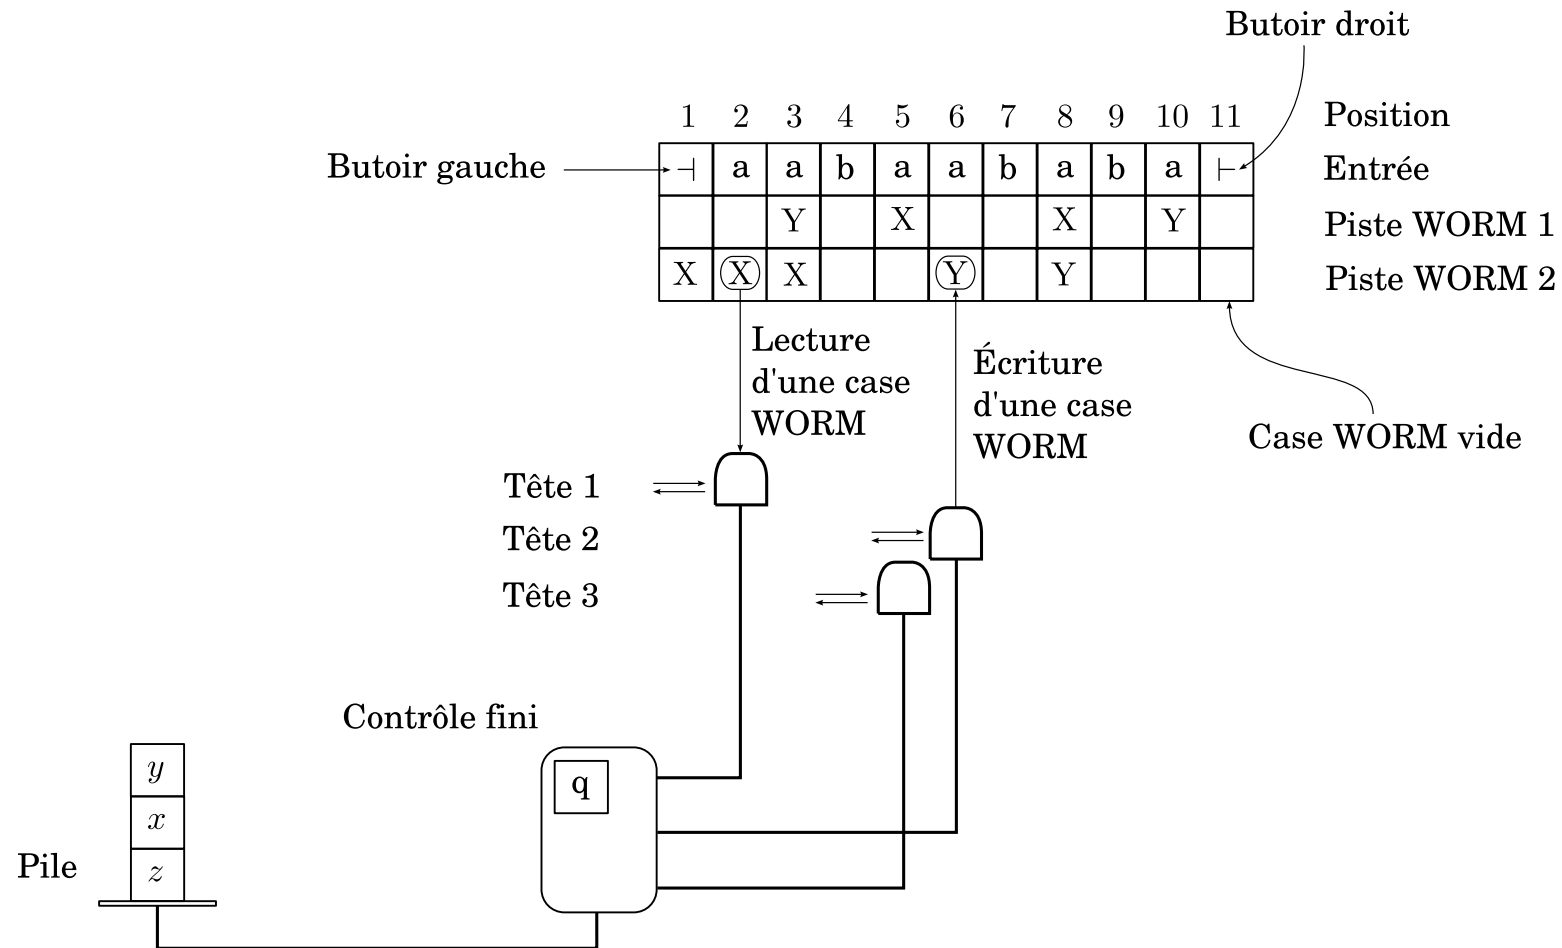 Butoir droit
1 2 3 4 5 6 7 8 9 10 11 Position
Butoir gauche ⊣ a a b a a b a b a ⊢ Entrée
Y X X Y Piste WORM 1
X X X Y Y Piste WORM 2
Lecture
d'une case
WORM
Écriture
d'une case
WORM
Case WORM vide
Tête 1
Tête 2
Tête 3
Contrôle fini
q
y
x
z
Pile